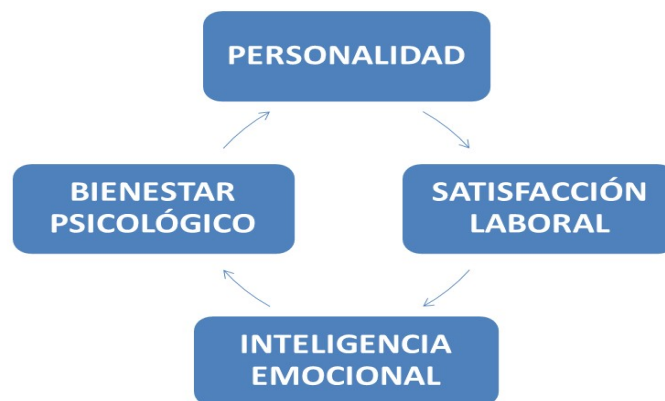 PERSONALIDAD
BIENESTAR
PSICOLÓGICO
SATISFACCIÓN
LABORAL
INTELIGENCIA
EMOCIONAL